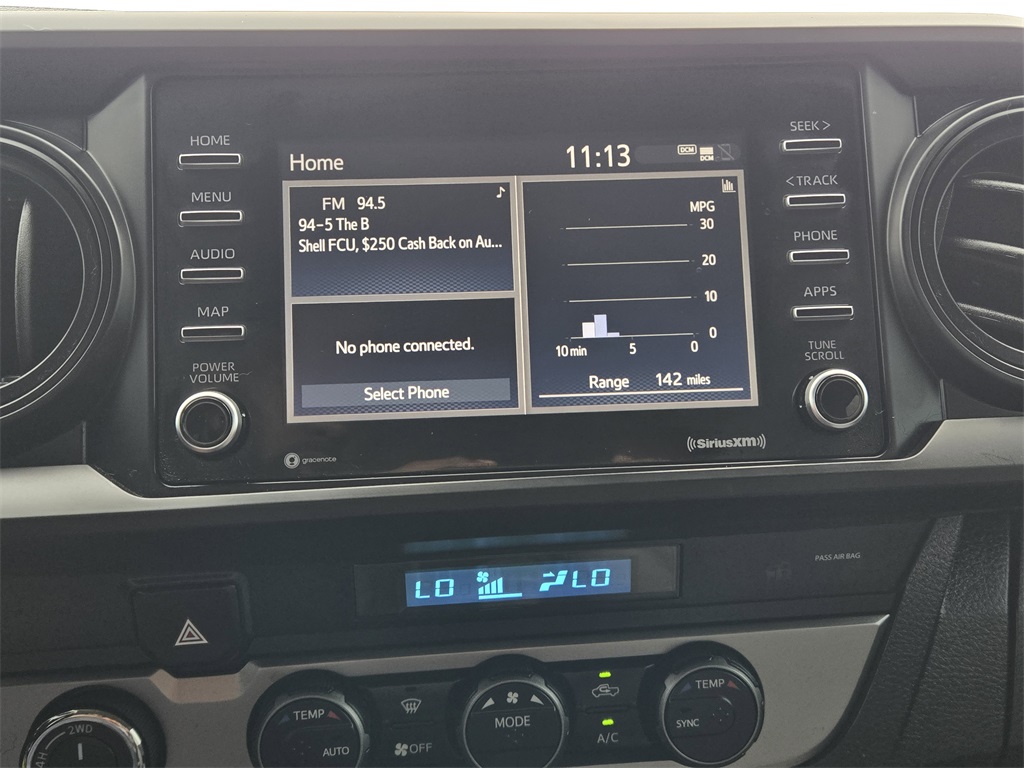 HOME
MENU
AUDIO
MAP
POWER
VOLUME
Home
11:13
DCM
DCM
FM 94.5
94-5 The B
Shell FCU, $250 Cash Back on Au...
No phone connected.
Select Phone
MPG
30
20
10
0
10 min 5 0
Range 142 miles
gracenote
((SiriusXM))
SEEK >
< TRACK
PHONE
APPS
TUNE
SCROLL
LO LO
PASS AIR BAG
2WD
4H
TEMP
AUTO
OFF
MODE
A/C
TEMP
SYNC